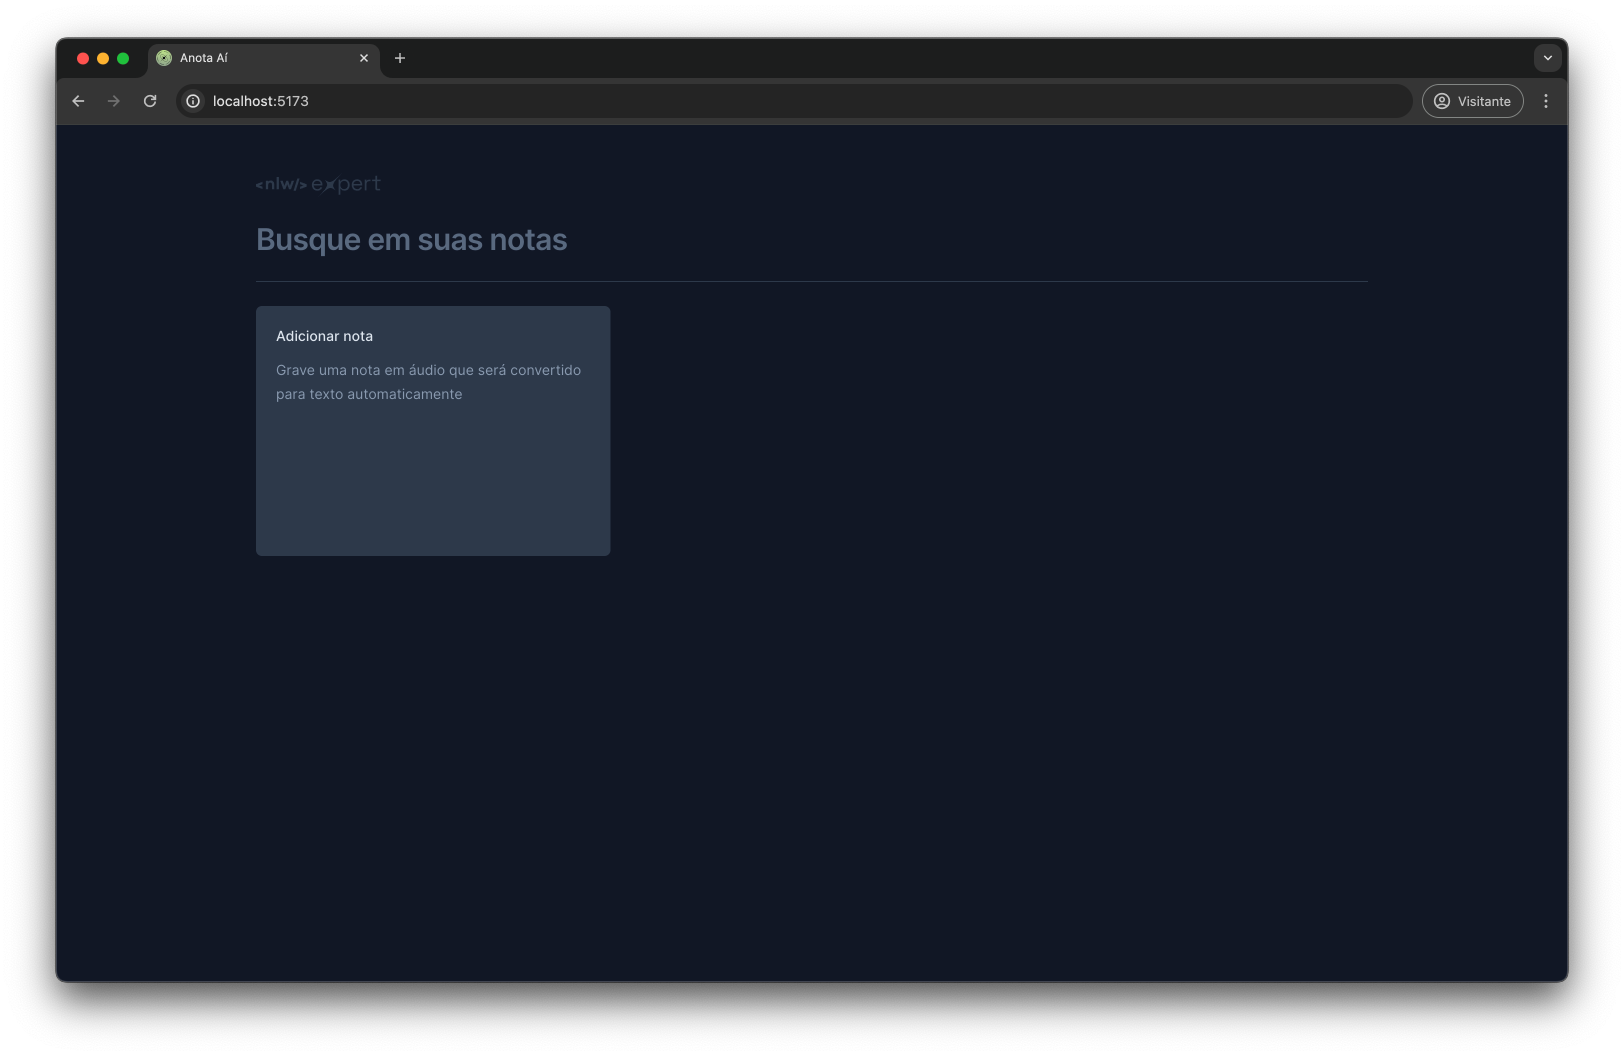 Anota Aí
localhost:5173
Visitante
<nlw/> expert
Busque em suas notas
Adicionar nota
Grave uma nota em áudio que será convertido
para texto automaticamente